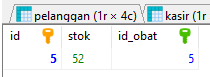 pelanggan (1r × 4c) kasir (1r
id stok id_obat
5 52 5